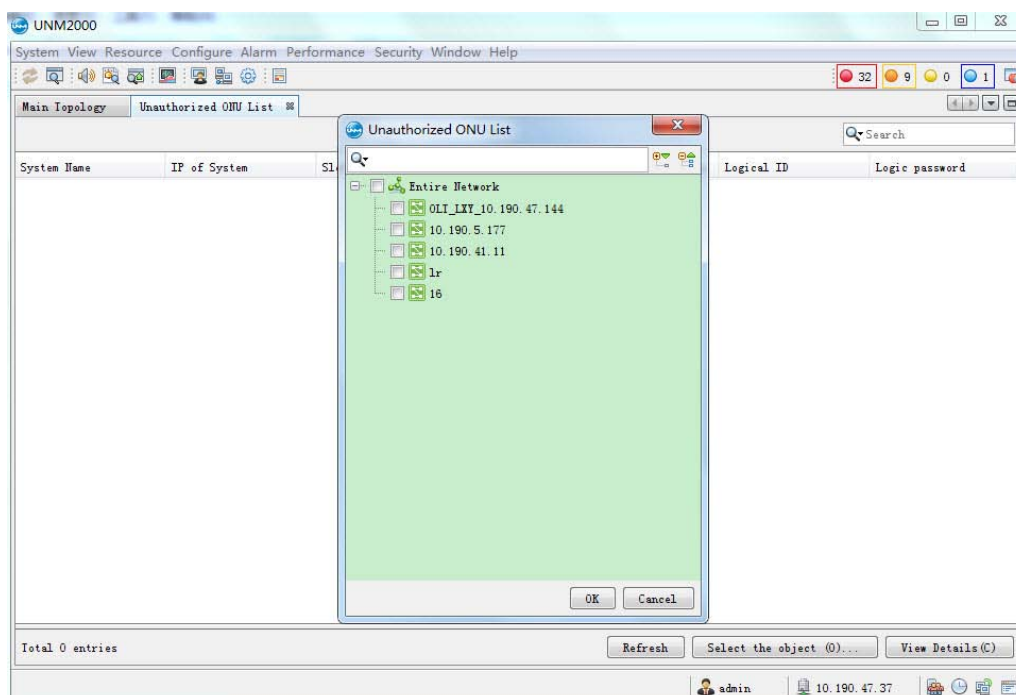 UNM2000
System View Resource Configure Alarm Performance Security Window Help
32 9 0 1
Main Topology Unauthorized ONU List
Unauthorized ONU List
Search
System Name IP of System Logical ID Logic password
Entire Network
OLT_LXY_10.190.47.144
10.190.5.177
10.190.41.11
lr
16
OK Cancel
Total 0 entries Refresh Select the object (O)... View Details(C)
admin 10.190.47.37